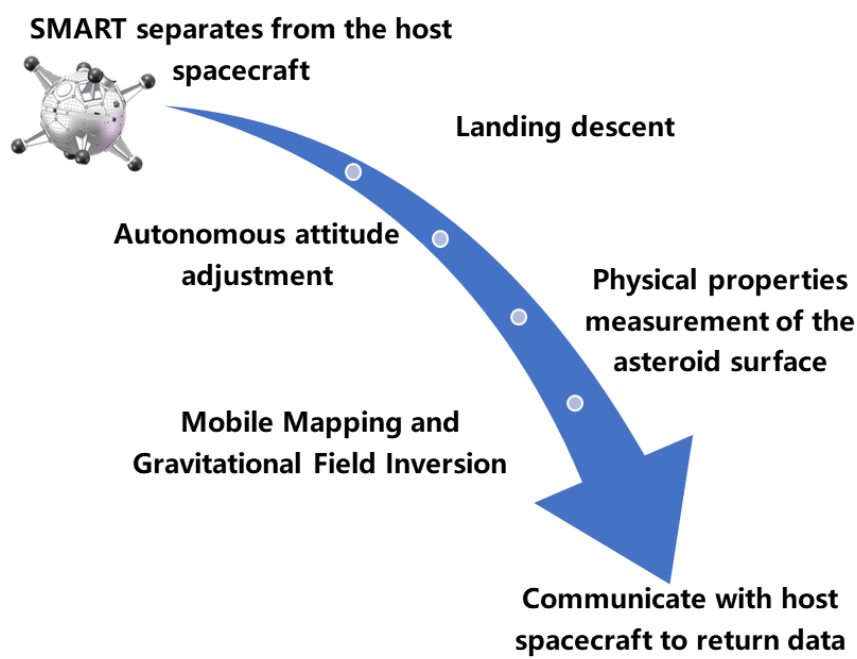 SMART separates from the host
spacecraft
Landing descent
Autonomous attitude
adjustment
Physical properties
measurement of the
asteroid surface
Mobile Mapping and
Gravitational Field Inversion
Communicate with host
spacecraft to return data